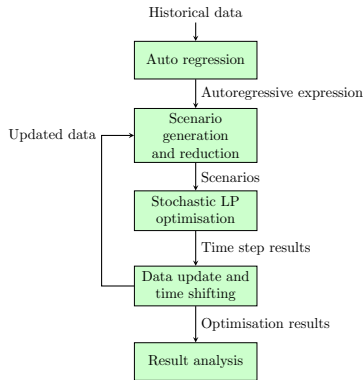 Historical data
Auto regression
Autoregressive expression
Scenario
generation
and reduction
Updated data
Scenarios
Stochastic LP
optimisation
Time step results
Data update and
time shifting
Optimisation results
Result analysis